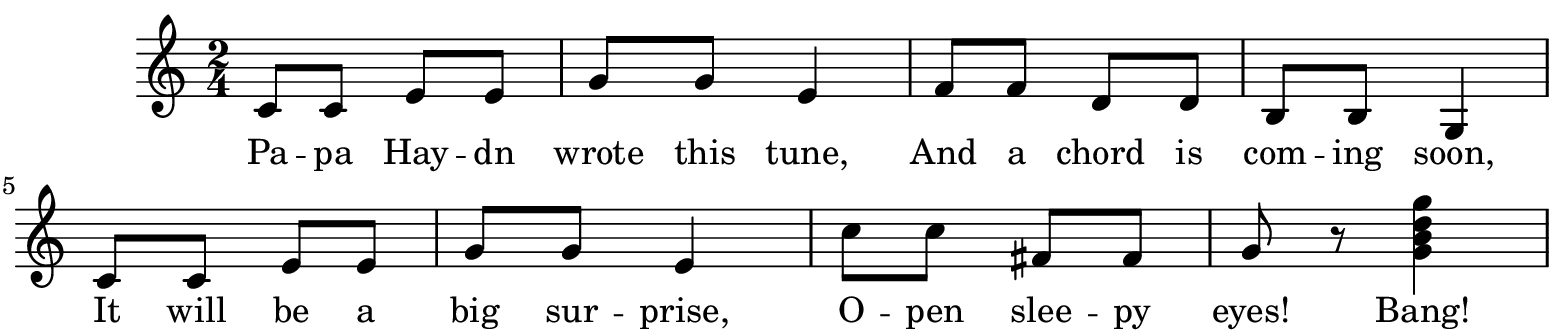 2/4
Pa - pa Hay - dn wrote this tune, And a chord is com - ing soon,
5
It will be a big sur - prise, O - pen slee - py eyes! Bang!